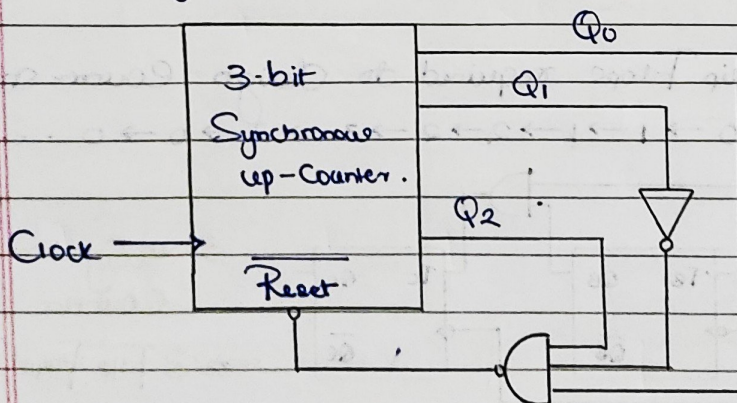 Q0
3-bit
Q1
Synchronous
up-Counter.
Q2
Clock
Reset